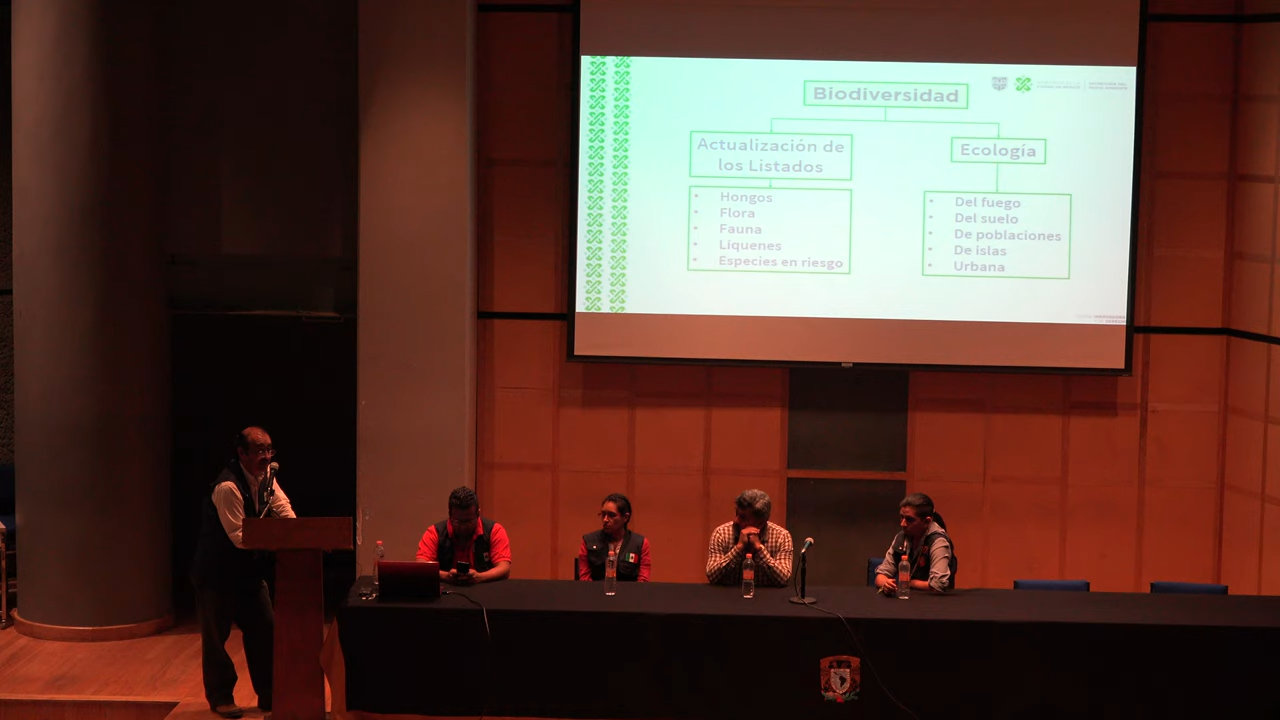 Biodiversidad
Actualización de
los Listados
Hongos
Flora
Fauna
Líquenes
Especies en riesgo
Ecología
Del fuego
Del suelo
De poblaciones
De islas
Urbana